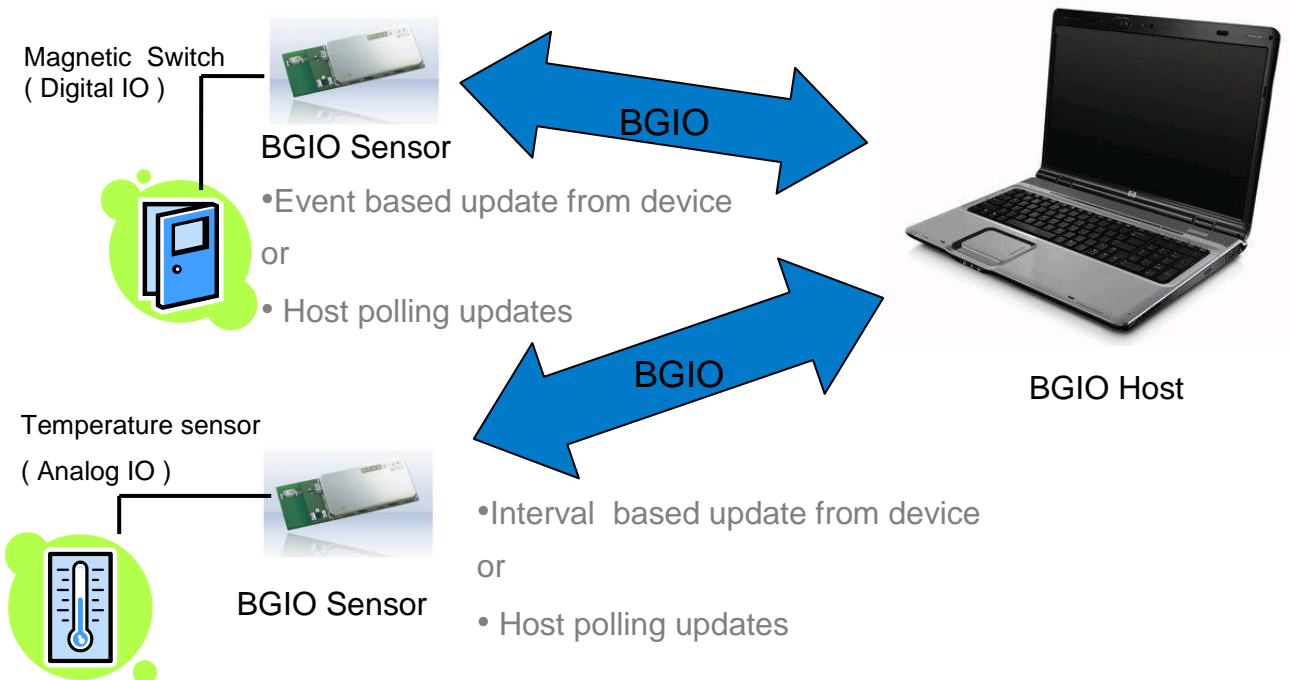 Magnetic Switch
( Digital IO )
BGIO Sensor
BGIO
•Event based update from device
or
• Host polling updates
BGIO
BGIO Host
Temperature sensor
( Analog IO )
BGIO Sensor
•Interval based update from device
or
• Host polling updates